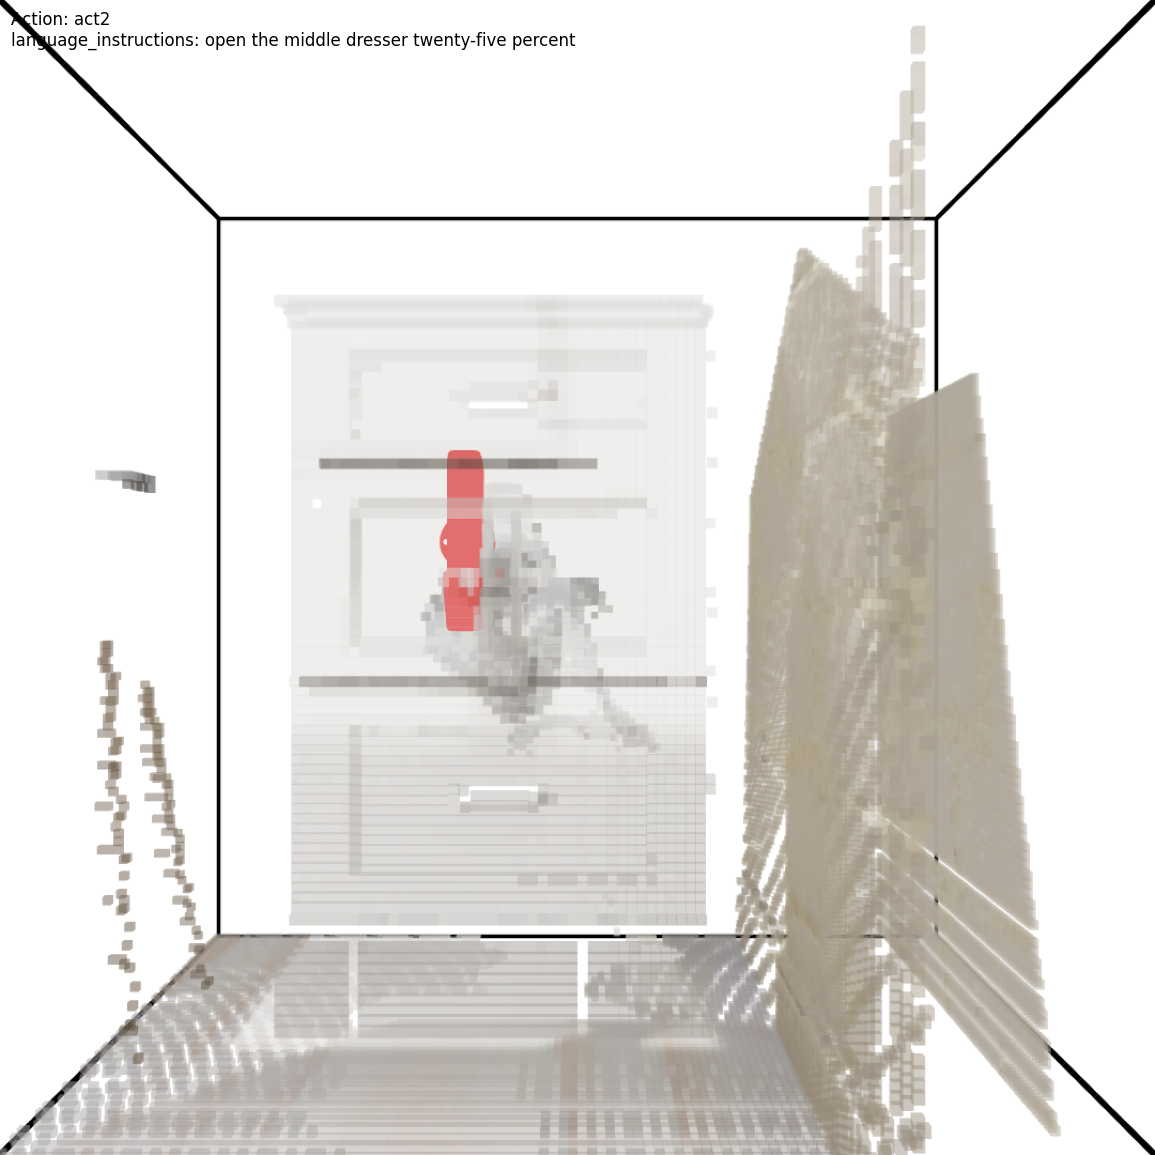 Action: act2
language_instructions: open the middle dresser twenty-five percent